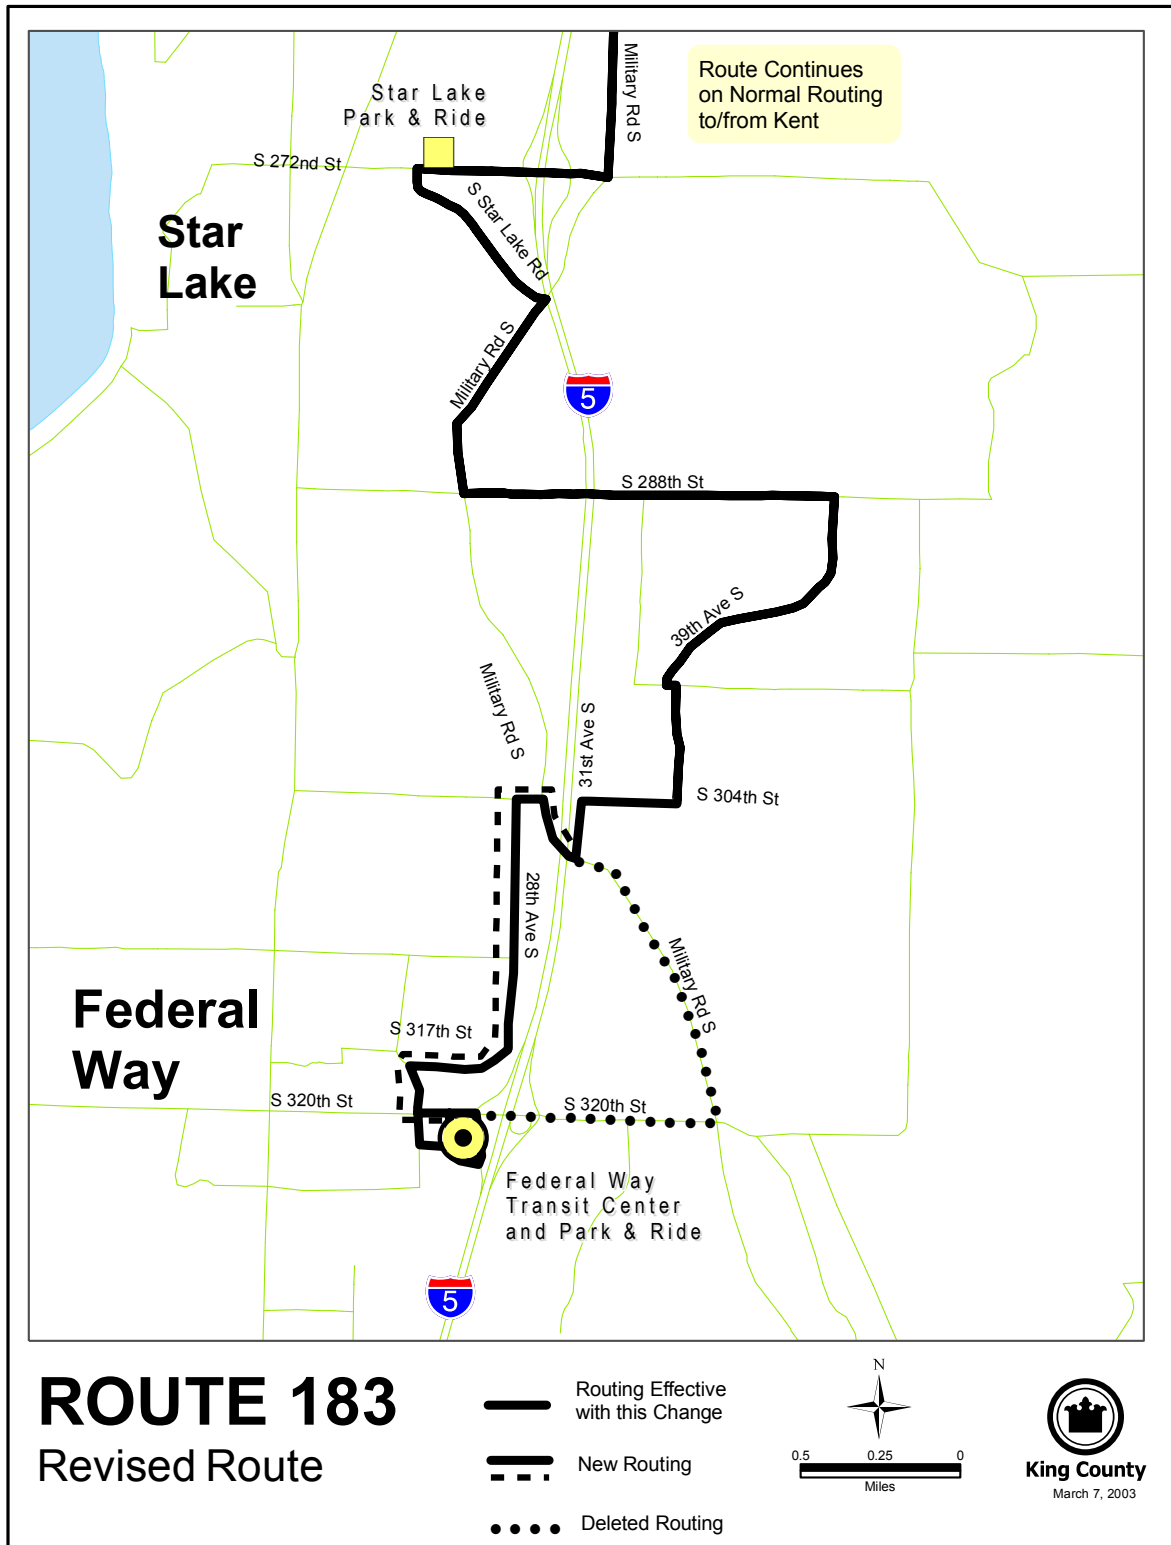 Military Rd S
Route Continues
on Normal Routing
to/from Kent
Star Lake
Park & Ride
S 272nd St
S Star Lake Rd
Star
Lake
Military Rd S
5
S 288th St
39th Ave S
Military Rd S
31st Ave S
S 304th St
28th Ave S
Military Rd S
Federal
Way
S 317th St
S 320th St
S 320th St
Federal Way
Transit Center
and Park & Ride
5
ROUTE 183
Revised Route
Routing Effective
with this Change
New Routing
Deleted Routing
N
0.5 0.25 0
Miles
King County
March 7, 2003